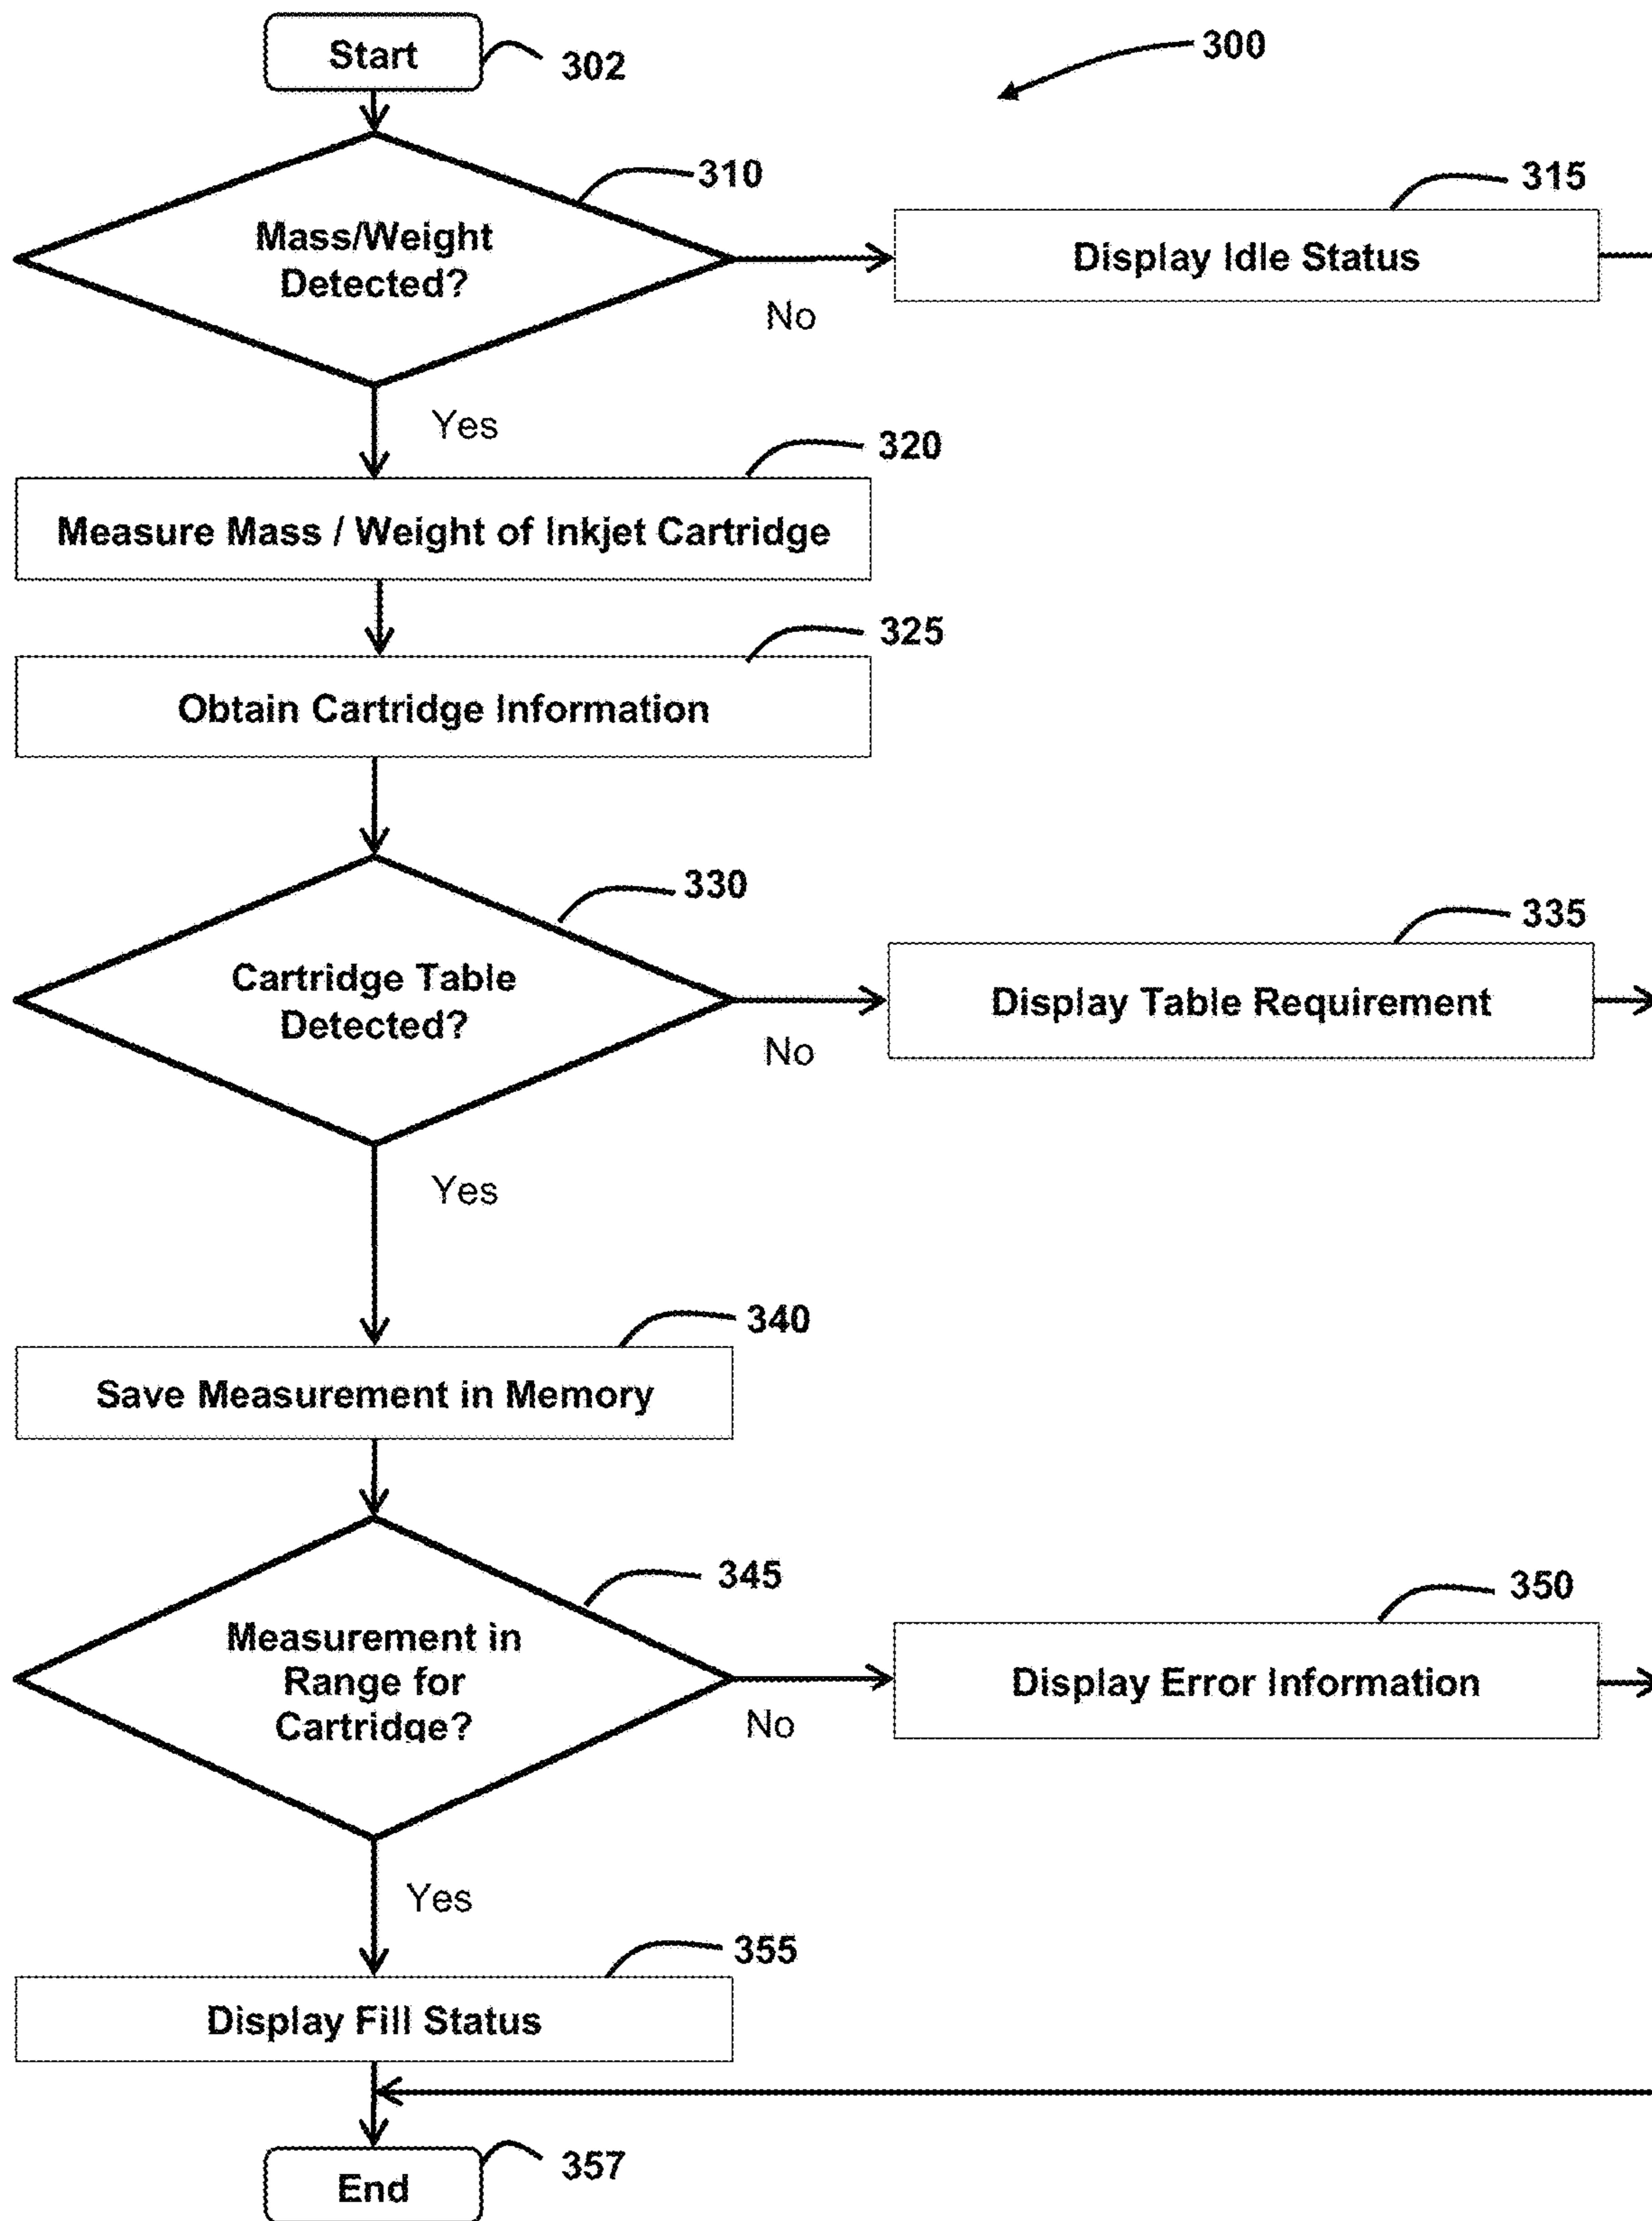 Start
302
300
310
Mass/Weight
Detected?
315
Display Idle Status
No
Yes
320
Measure Mass / Weight of Inkjet Cartridge
325
Obtain Cartridge Information
330
Cartridge Table
Detected?
335
Display Table Requirement
No
Yes
340
Save Measurement in Memory
345
Measurement in
Range for
Cartridge?
350
Display Error Information
No
Yes
355
Display Fill Status
End
357